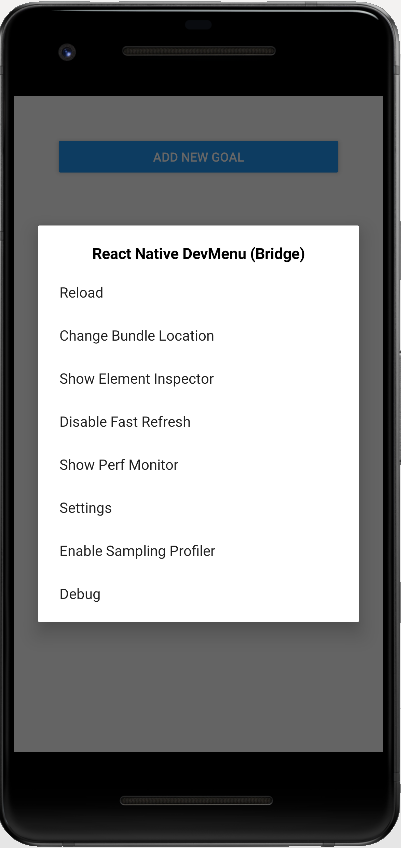 ADD NEW GOAL
React Native DevMenu (Bridge)
Reload
Change Bundle Location
Show Element Inspector
Disable Fast Refresh
Show Perf Monitor
Settings
Enable Sampling Profiler
Debug